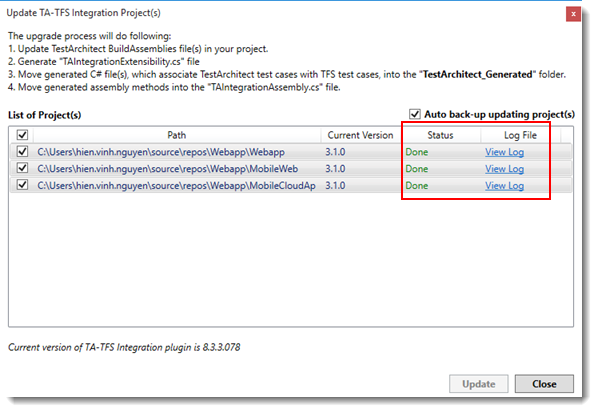 Update TA-TFS Integration Project(s)
x
The upgrade process will do following:
1. Update TestArchitect BuildAssemblies file(s) in your project.
2. Generate "TAIntegrationExtensibility.cs" file
3. Move generated C# file(s), which associate TestArchitect test cases with TFS test cases, into the "TestArchitect_Generated" folder.
4. Move generated assembly methods into the "TAIntegrationAssembly.cs" file.
List of Project(s) Auto back-up updating project(s)
Path Current Version Status Log File
C:\Users\hien.vinh.nguyen\source\repos\Webapp\Webapp 3.1.0 Done View Log
C:\Users\hien.vinh.nguyen\source\repos\Webapp\MobileWeb 3.1.0 Done View Log
C:\Users\hien.vinh.nguyen\source\repos\Webapp\MobileCloudAp 3.1.0 Done View Log
Current version of TA-TFS Integration plugin is 8.3.3.078
Update Close